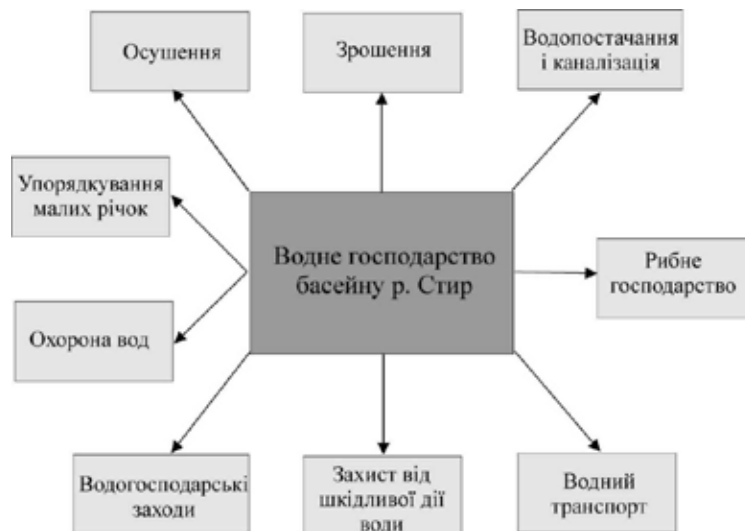 Осушення
Зрошення
Водопостачання
і каналізація
Упорядкування
малих річок
Водне господарство
басейну р. Стир
Рибне
господарство
Охорона вод
Водогосподарські
заходи
Захист від
шкідливої дії
води
Водний
транспорт